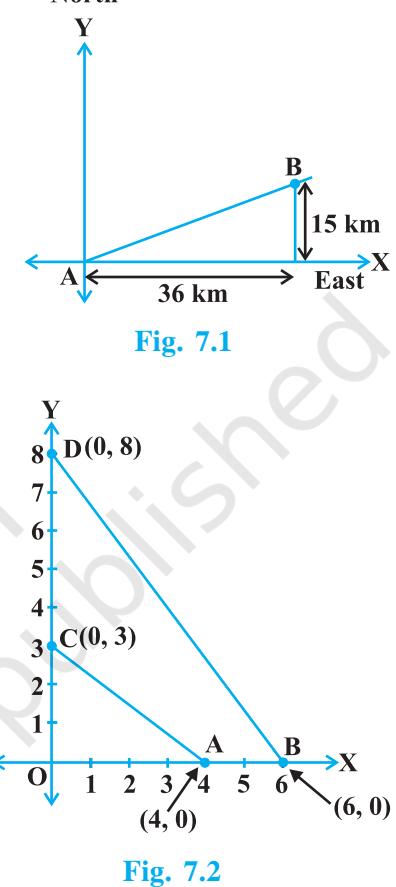 North
Y
B
15 km
A
X
36 km
East
Fig. 7.1
Y
8 D(0, 8)
7
6
5
4
3 C(0, 3)
2
1
A B
O 1 2 3 4 5 6 X
(4, 0) (6, 0)
Fig. 7.2
published